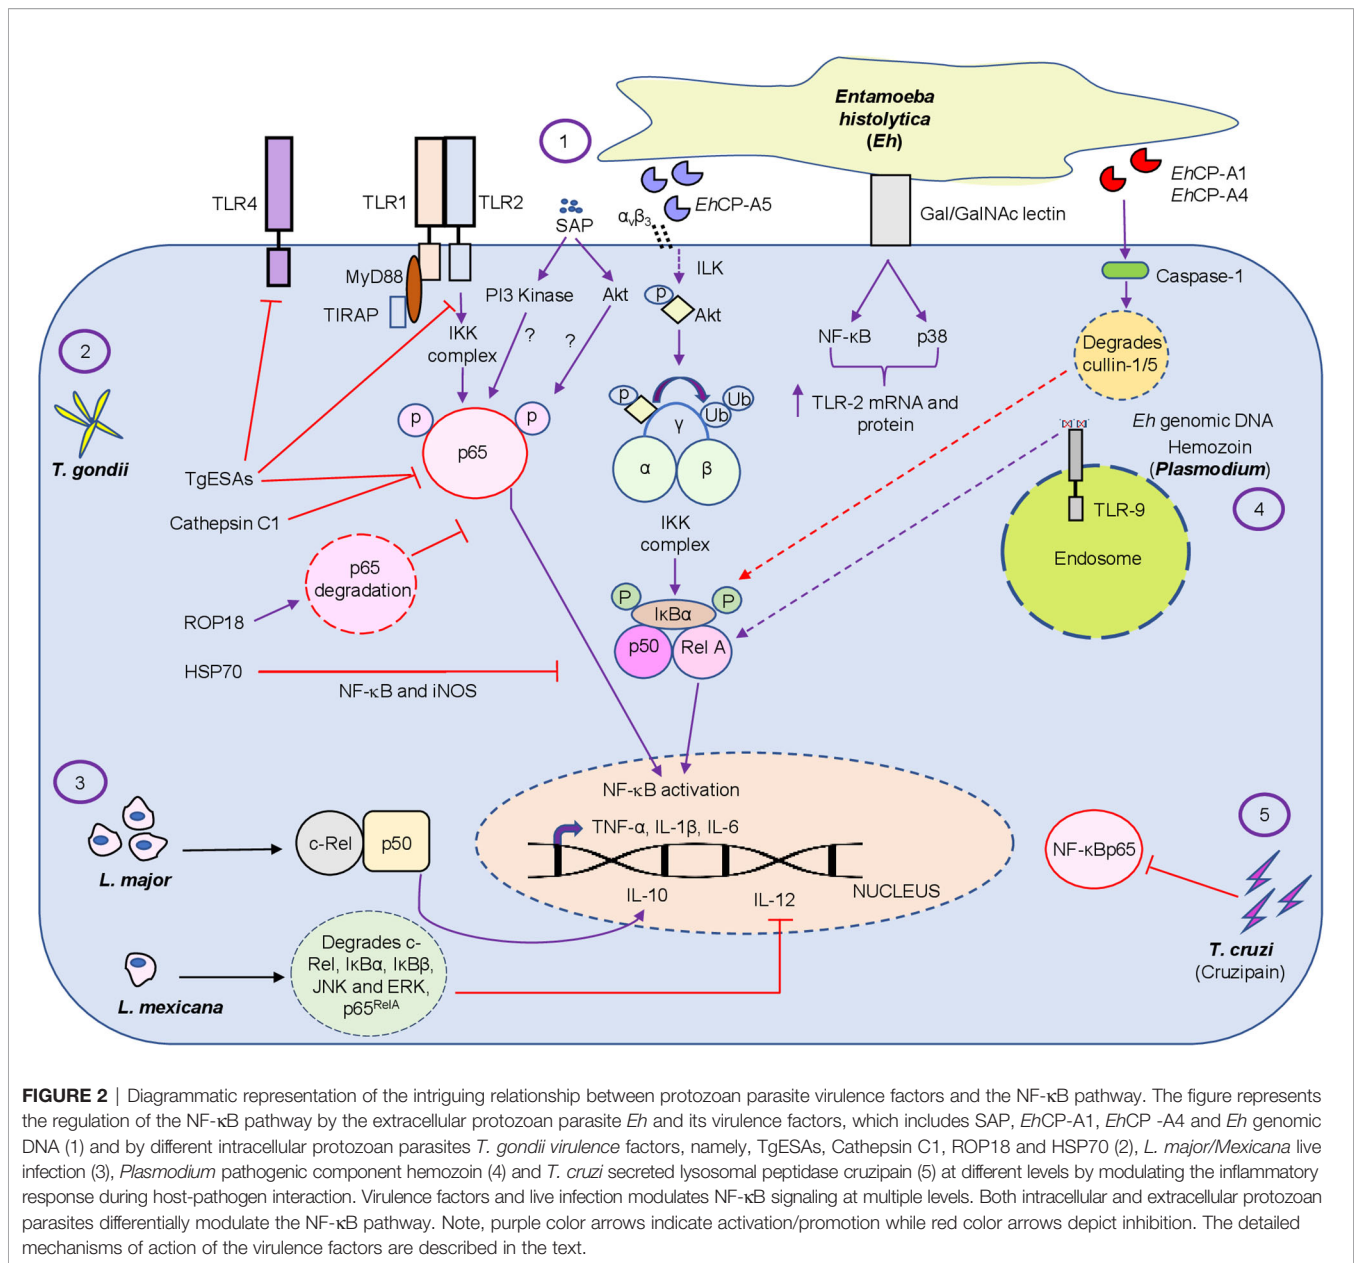 Entamoeba
histolytica
(Eh)
1
EhCP-A1
EhCP-A4
TLR4
TLR1
TLR2
SAP
EhCP-A5
αvβ3
Gal/GalNAc lectin
MyD88
TIRAP
PI3 Kinase
Akt
ILK
p
Akt
Caspase-1
IKK
complex
?
?
NF-κB
p38
Degrades
cullin-1/5
2
T. gondii
p
p
p65
p
Ub
Ub
γ
α
β
TLR-2 mRNA and
protein
Eh genomic DNA
Hemozoin
(Plasmodium)
4
TLR-9
Endosome
TgESAs
Cathepsin C1
IKK
complex
p65
degradation
ROP18
HSP70
NF-κB and iNOS
P
P
IκBα
p50
Rel A
3
L. major
c-Rel
p50
NF-κB activation
TNF-α, IL-1β, IL-6
IL-10
IL-12
NUCLEUS
NF-κBp65
5
T. cruzi
(Cruzipain)
L. mexicana
Degrades c-
Rel, IκBα, IκBβ,
JNK and ERK,
p65RelA
FIGURE 2 | Diagrammatic representation of the intriguing relationship between protozoan parasite virulence factors and the NF-κB pathway. The figure represents
the regulation of the NF-κB pathway by the extracellular protozoan parasite Eh and its virulence factors, which includes SAP, EhCP-A1, EhCP -A4 and Eh genomic
DNA (1) and by different intracellular protozoan parasites T. gondii virulence factors, namely, TgESAs, Cathepsin C1, ROP18 and HSP70 (2), L. major/Mexicana live
infection (3), Plasmodium pathogenic component hemozoin (4) and T. cruzi secreted lysosomal peptidase cruzipain (5) at different levels by modulating the inflammatory
response during host-pathogen interaction. Virulence factors and live infection modulates NF-κB signaling at multiple levels. Both intracellular and extracellular protozoan
parasites differentially modulate the NF-κB pathway. Note, purple color arrows indicate activation/promotion while red color arrows depict inhibition. The detailed
mechanisms of action of the virulence factors are described in the text.